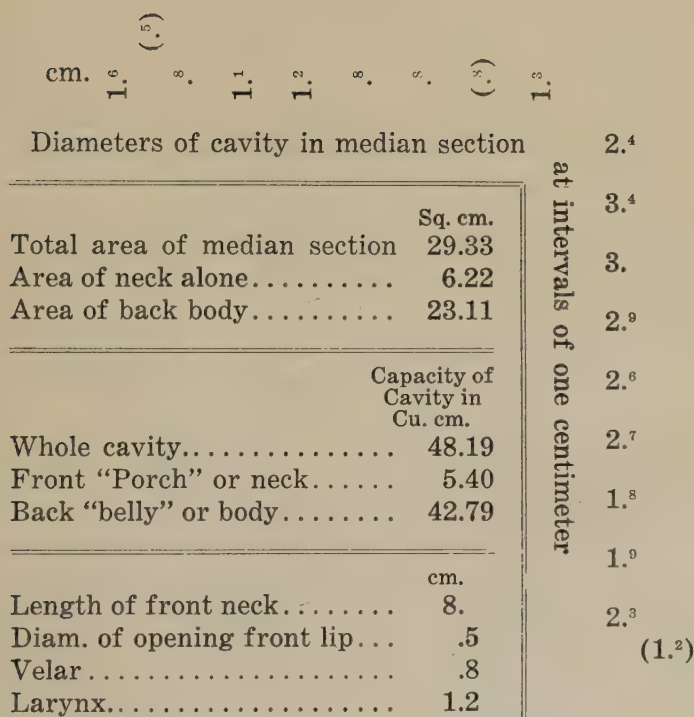 (.⁵)
cm. 1.⁶ .⁸ 1.¹ 1.² .⁸ .⁸ (.⁸) 1.³
Diameters of cavity in median section
at intervals of one centimeter
2.⁴
3.⁴
3.
2.⁹
2.⁶
2.⁷
1.⁸
1.⁹
2.³
(1.²)
Sq. cm.
Total area of median section 29.33
Area of neck alone.......... 6.22
Area of back body.......... 23.11
Capacity of
Cavity in
Cu. cm.
Whole cavity............... 48.19
Front “Porch” or neck...... 5.40
Back “belly” or body........ 42.79
cm.
Length of front neck........ 8.
Diam. of opening front lip... .5
Velar...................... .8
Larynx.................... 1.2